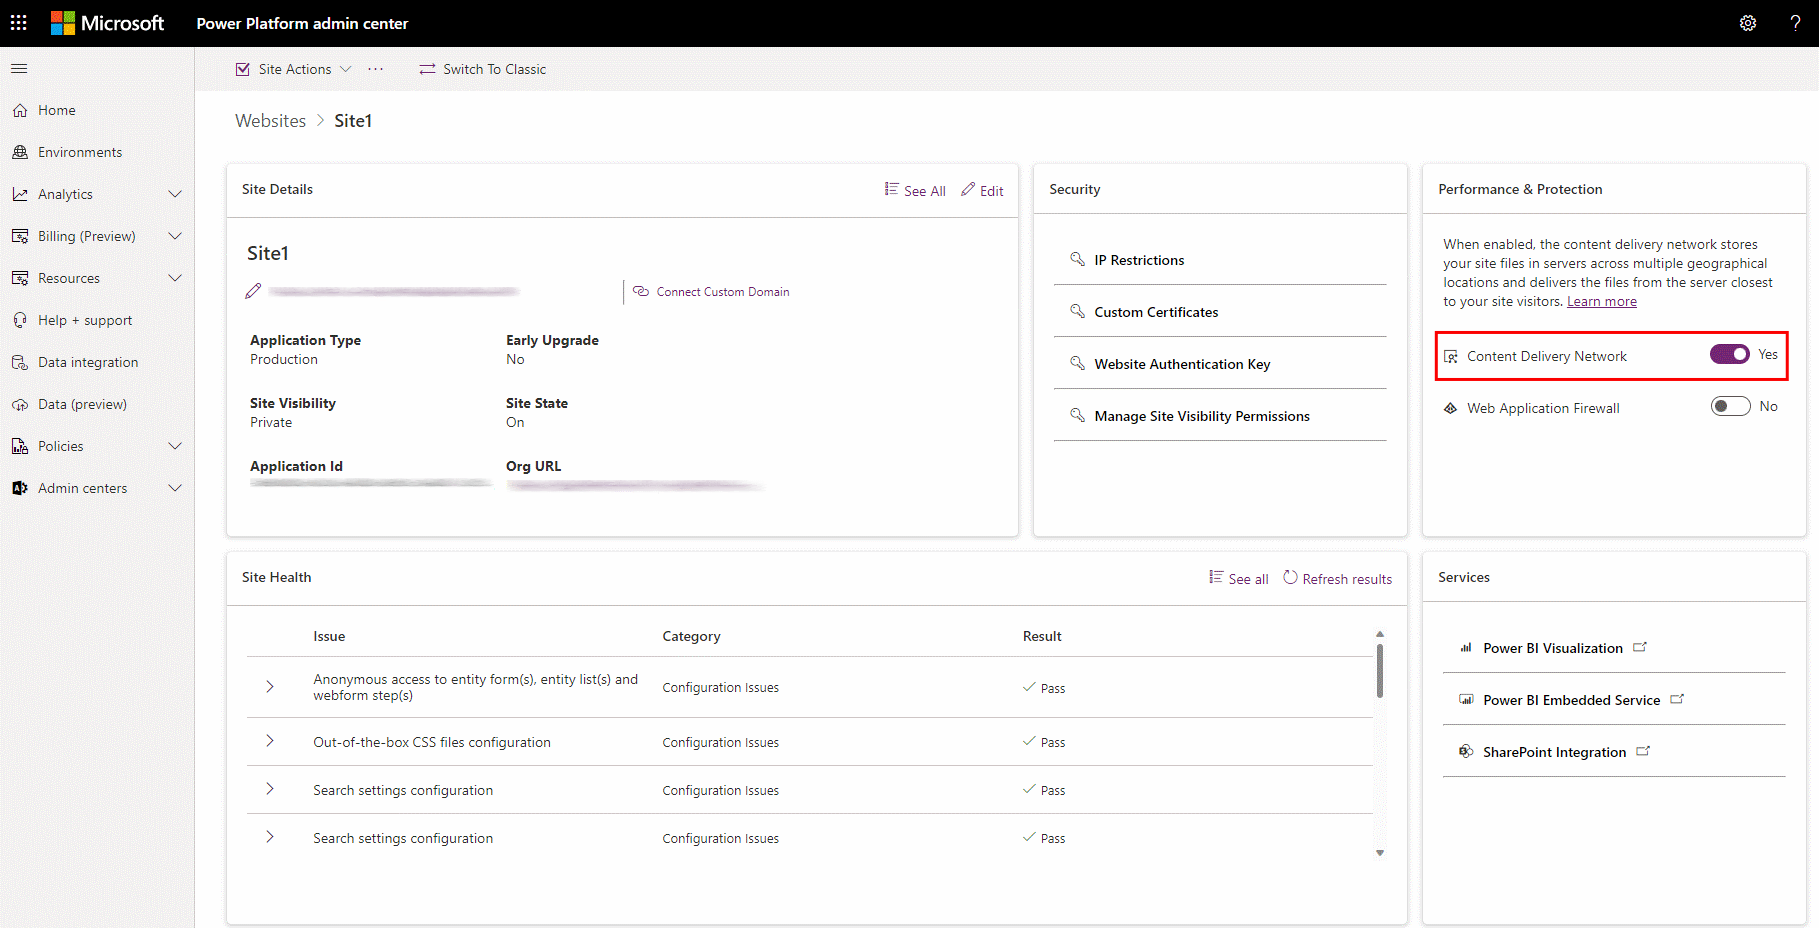 Microsoft
Power Platform admin center
?
Site Actions
···
Switch To Classic
Home
Environments
Analytics
Billing (Preview)
Resources
Help + support
Data integration
Data (preview)
Policies
Admin centers
Websites > Site1
Site Details
See All
Edit
Site1
Connect Custom Domain
Application Type
Production
Early Upgrade
No
Site Visibility
Private
Site State
On
Application Id
Org URL
Security
IP Restrictions
Custom Certificates
Website Authentication Key
Manage Site Visibility Permissions
Performance & Protection
When enabled, the content delivery network stores
your site files in servers across multiple geographical
locations and delivers the files from the server closest
to your site visitors. Learn more
Content Delivery Network
Yes
Web Application Firewall
No
Site Health
See all
Refresh results
Issue
Category
Result
Anonymous access to entity form(s), entity list(s) and
webform step(s)
Configuration Issues
Pass
Out-of-the-box CSS files configuration
Configuration Issues
Pass
Search settings configuration
Configuration Issues
Pass
Search settings configuration
Configuration Issues
Pass
Services
Power BI Visualization
Power BI Embedded Service
SharePoint Integration